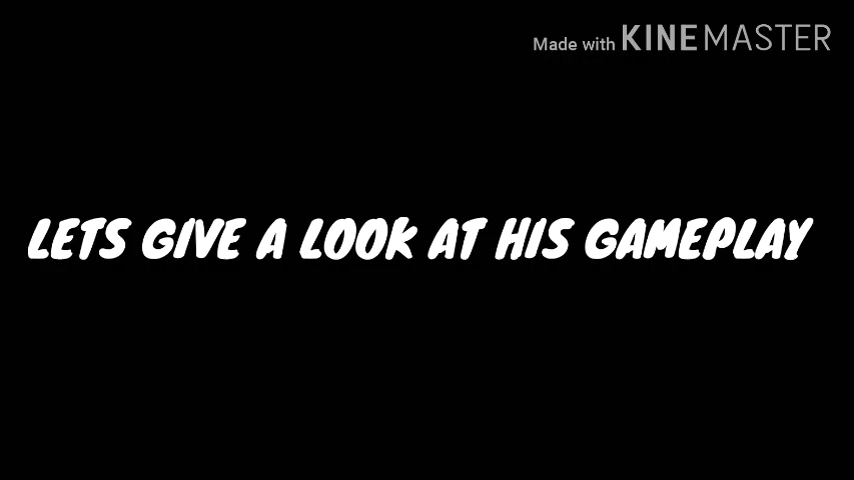 Made with KINEMASTER
LETS GIVE A LOOK AT HIS GAMEPLAY